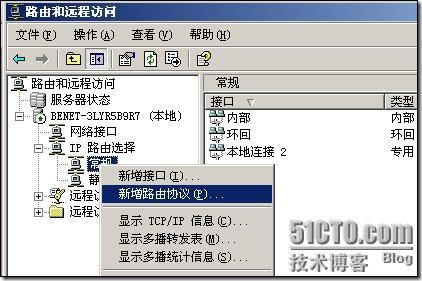 路由和远程访问
文件(F) 操作(A) 查看(V) 帮助(H)
路由和远程访问
服务器状态
BENET-3LYR5B9R7 (本地)
网络接口
IP 路由选择
常规
静
远程访
远程访
常规
接口 类型
内部
环回
本地连接 2 专用
新增接口(I)...
新增路由协议(P)...
显示 TCP/IP 信息(C)...
显示多播转发表(M)...
显示多播统计信息(S)...
51CTO.com
技术博客 Blog